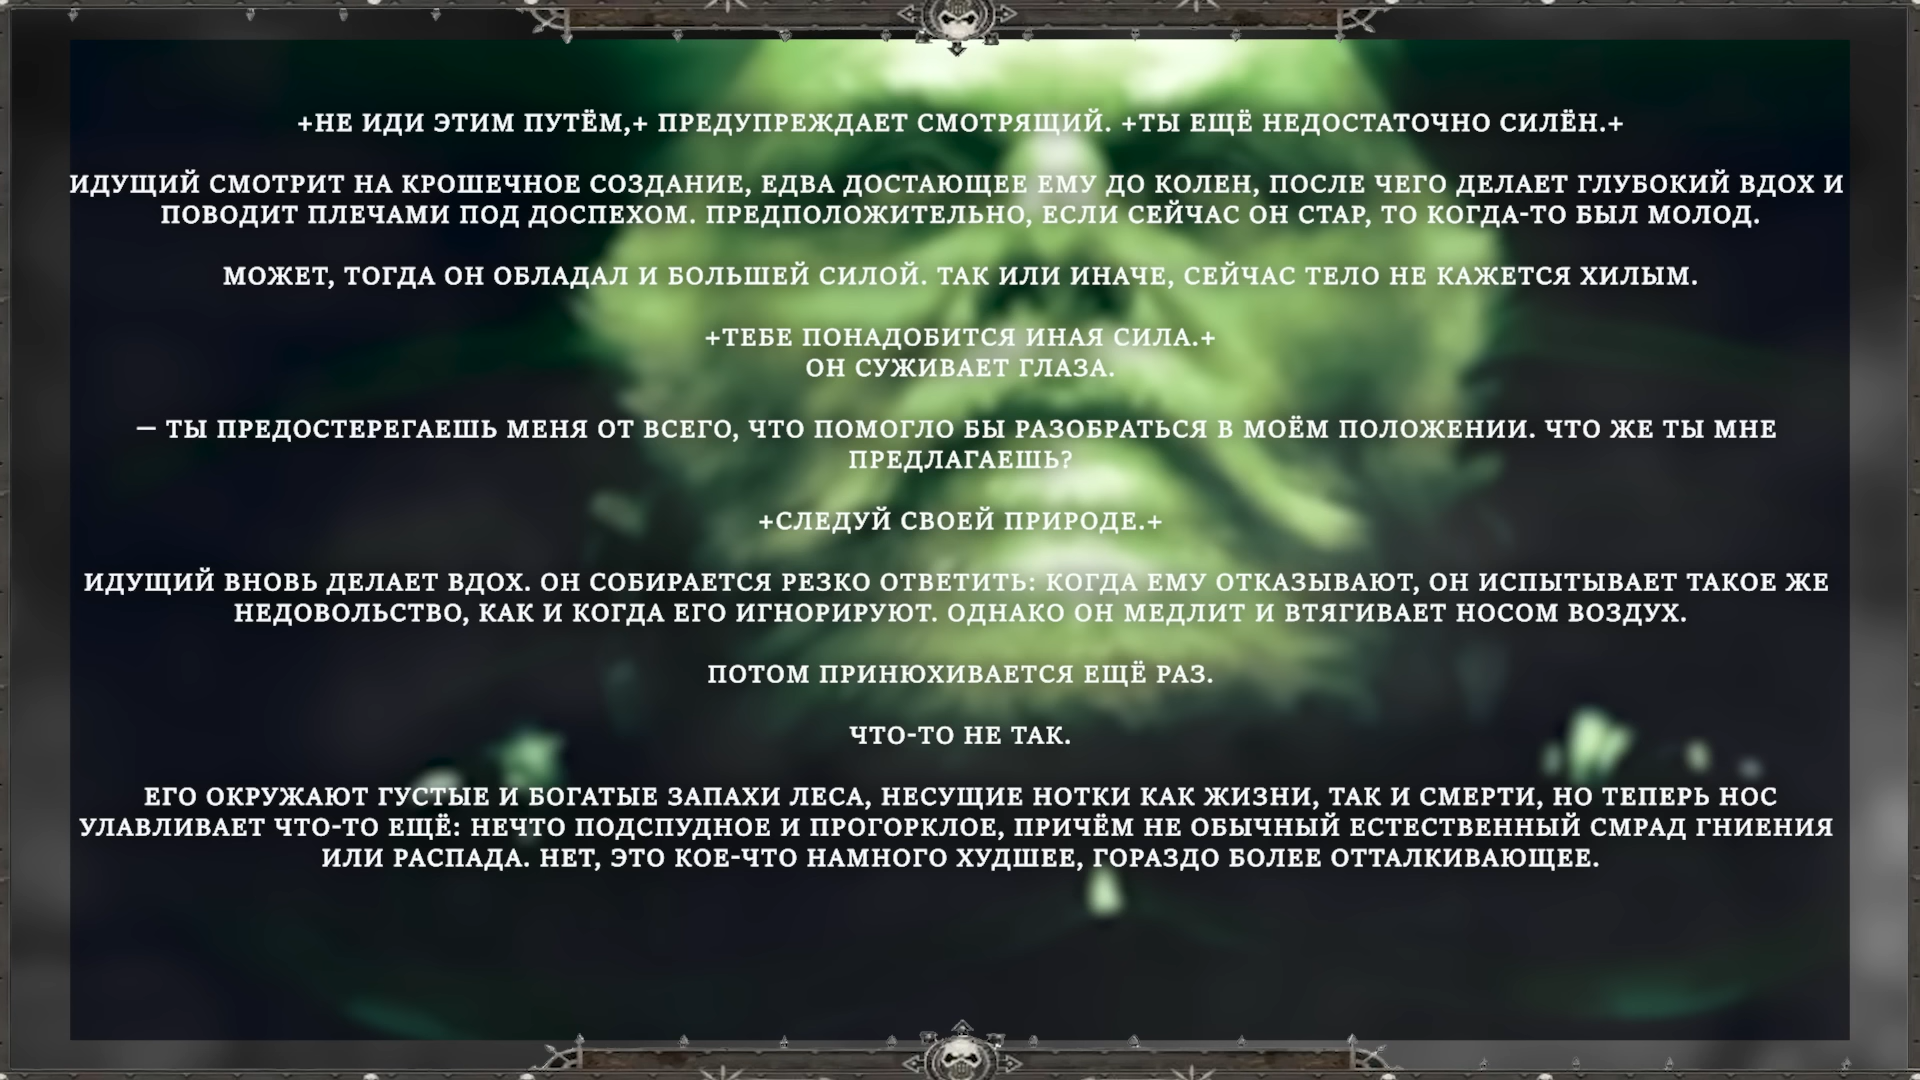 +НЕ ИДИ ЭТИМ ПУТЁМ,+ ПРЕДУПРЕЖДАЕТ СМОТРЯЩИЙ. +ТЫ ЕЩЁ НЕДОСТАТОЧНО СИЛЁН.+
ИДУЩИЙ СМОТРИТ НА КРОШЕЧНОЕ СОЗДАНИЕ, ЕДВА ДОСТАЮЩЕЕ ЕМУ ДО КОЛЕН, ПОСЛЕ ЧЕГО ДЕЛАЕТ ГЛУБОКИЙ ВДОХ И
ПОВОДИТ ПЛЕЧАМИ ПОД ДОСПЕХОМ. ПРЕДПОЛОЖИТЕЛЬНО, ЕСЛИ СЕЙЧАС ОН СТАР, ТО КОГДА-ТО БЫЛ МОЛОД.
МОЖЕТ, ТОГДА ОН ОБЛАДАЛ И БОЛЬШЕЙ СИЛОЙ. ТАК ИЛИ ИНАЧЕ, СЕЙЧАС ТЕЛО НЕ КАЖЕТСЯ ХИЛЫМ.
+ТЕБЕ ПОНАДОБИТСЯ ИНАЯ СИЛА.+
ОН СУЖИВАЕТ ГЛАЗА.
— ТЫ ПРЕДОСТЕРЕГАЕШЬ МЕНЯ ОТ ВСЕГО, ЧТО ПОМОГЛО БЫ РАЗОБРАТЬСЯ В МОЁМ ПОЛОЖЕНИИ. ЧТО ЖЕ ТЫ МНЕ
ПРЕДЛАГАЕШЬ?
+СЛЕДУЙ СВОЕЙ ПРИРОДЕ.+
ИДУЩИЙ ВНОВЬ ДЕЛАЕТ ВДОХ. ОН СОБИРАЕТСЯ РЕЗКО ОТВЕТИТЬ: КОГДА ЕМУ ОТКАЗЫВАЮТ, ОН ИСПЫТЫВАЕТ ТАКОЕ ЖЕ
НЕДОВОЛЬСТВО, КАК И КОГДА ЕГО ИГНОРИРУЮТ. ОДНАКО ОН МЕДЛИТ И ВТЯГИВАЕТ НОСОМ ВОЗДУХ.
ПОТОМ ПРИНЮХИВАЕТСЯ ЕЩЁ РАЗ.
ЧТО-ТО НЕ ТАК.
ЕГО ОКРУЖАЮТ ГУСТЫЕ И БОГАТЫЕ ЗАПАХИ ЛЕСА, НЕСУЩИЕ НОТКИ КАК ЖИЗНИ, ТАК И СМЕРТИ, НО ТЕПЕРЬ НОС
УЛАВЛИВАЕТ ЧТО-ТО ЕЩЁ: НЕЧТО ПОДСПУДНОЕ И ПРОГОРКЛОЕ, ПРИЧЁМ НЕ ОБЫЧНЫЙ ЕСТЕСТВЕННЫЙ СМРАД ГНИЕНИЯ
ИЛИ РАСПАДА. НЕТ, ЭТО КОЕ-ЧТО НАМНОГО ХУДШЕЕ, ГОРАЗДО БОЛЕЕ ОТТАЛКИВАЮЩЕЕ.